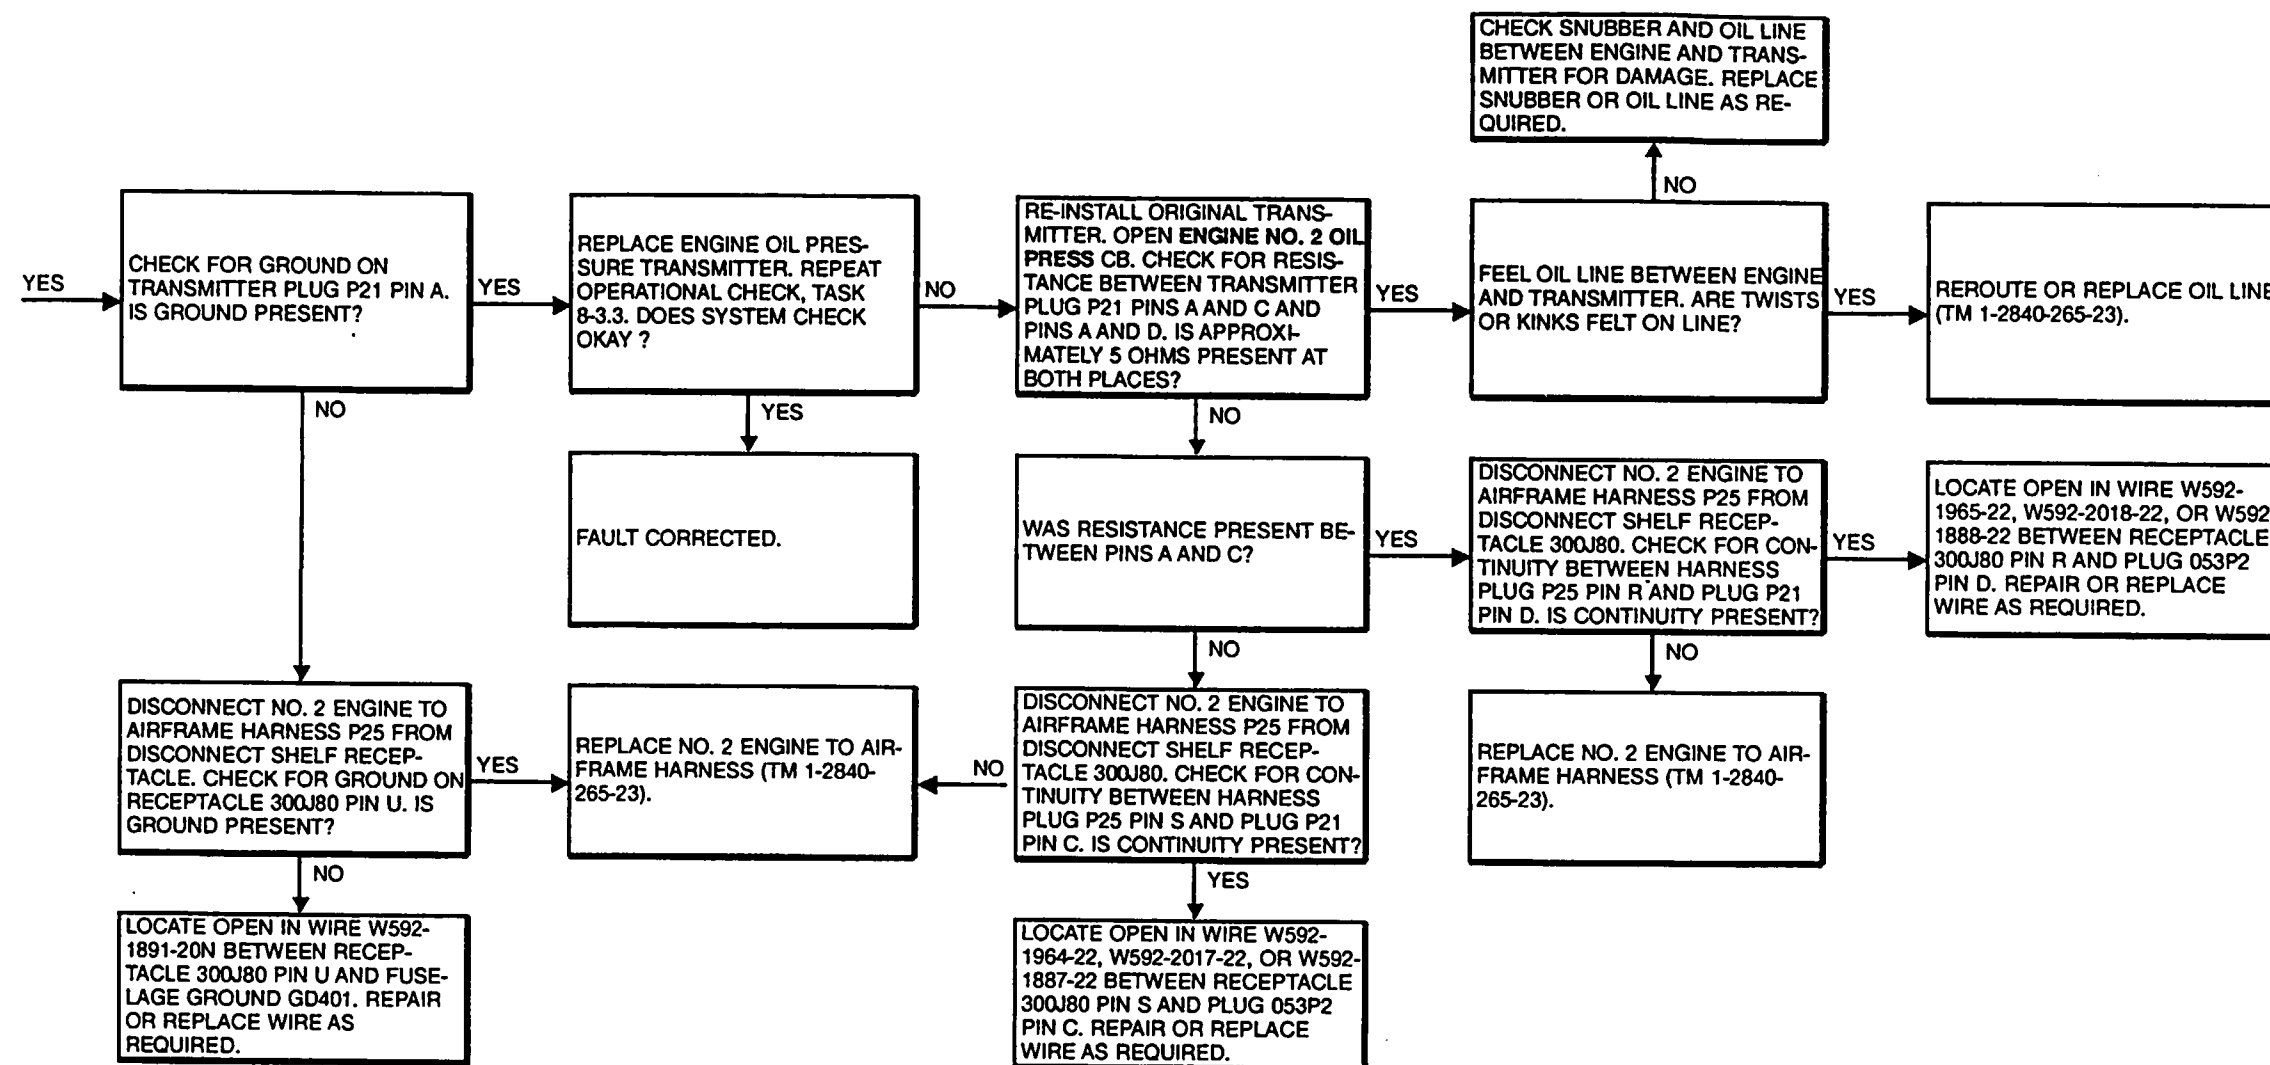 CHECK SNUBBER AND OIL LINE
BETWEEN ENGINE AND TRANS-
MITTER FOR DAMAGE. REPLACE
SNUBBER OR OIL LINE AS RE-
QUIRED.
NO
YES
CHECK FOR GROUND ON
TRANSMITTER PLUG P21 PIN A.
IS GROUND PRESENT?
YES
REPLACE ENGINE OIL PRES-
SURE TRANSMITTER. REPEAT
OPERATIONAL CHECK, TASK
8-3.3. DOES SYSTEM CHECK
OKAY ?
NO
RE-INSTALL ORIGINAL TRANS-
MITTER. OPEN ENGINE NO. 2 OIL
PRESS CB. CHECK FOR RESIS-
TANCE BETWEEN TRANSMITTER
PLUG P21 PINS A AND C AND
PINS A AND D. IS APPROXI-
MATELY 5 OHMS PRESENT AT
BOTH PLACES?
YES
FEEL OIL LINE BETWEEN ENGINE
AND TRANSMITTER. ARE TWISTS
OR KINKS FELT ON LINE?
YES
REROUTE OR REPLACE OIL LINE
(TM 1-2840-265-23).
NO
YES
NO
FAULT CORRECTED.
WAS RESISTANCE PRESENT BE-
TWEEN PINS A AND C?
YES
DISCONNECT NO. 2 ENGINE TO
AIRFRAME HARNESS P25 FROM
DISCONNECT SHELF RECEP-
TACLE 300J80. CHECK FOR CON-
TINUITY BETWEEN HARNESS
PLUG P25 PIN R AND PLUG P21
PIN D. IS CONTINUITY PRESENT?
YES
LOCATE OPEN IN WIRE W592-
1965-22, W592-2018-22, OR W592
1888-22 BETWEEN RECEPTACLE
300J80 PIN R AND PLUG 053P2
PIN D. REPAIR OR REPLACE
WIRE AS REQUIRED.
NO
NO
DISCONNECT NO. 2 ENGINE TO
AIRFRAME HARNESS P25 FROM
DISCONNECT SHELF RECEP-
TACLE. CHECK FOR GROUND ON
RECEPTACLE 300J80 PIN U. IS
GROUND PRESENT?
YES
REPLACE NO. 2 ENGINE TO AIR-
FRAME HARNESS (TM 1-2840-
265-23).
NO
DISCONNECT NO. 2 ENGINE TO
AIRFRAME HARNESS P25 FROM
DISCONNECT SHELF RECEP-
TACLE 300J80. CHECK FOR CON-
TINUITY BETWEEN HARNESS
PLUG P25 PIN S AND PLUG P21
PIN C. IS CONTINUITY PRESENT?
REPLACE NO. 2 ENGINE TO AIR-
FRAME HARNESS (TM 1-2840-
265-23).
NO
YES
LOCATE OPEN IN WIRE W592-
1891-20N BETWEEN RECEP-
TACLE 300J80 PIN U AND FUSE-
LAGE GROUND GD401. REPAIR
OR REPLACE WIRE AS
REQUIRED.
LOCATE OPEN IN WIRE W592-
1964-22, W592-2017-22, OR W592-
1887-22 BETWEEN RECEPTACLE
300J80 PIN S AND PLUG 053P2
PIN C. REPAIR OR REPLACE
WIRE AS REQUIRED.